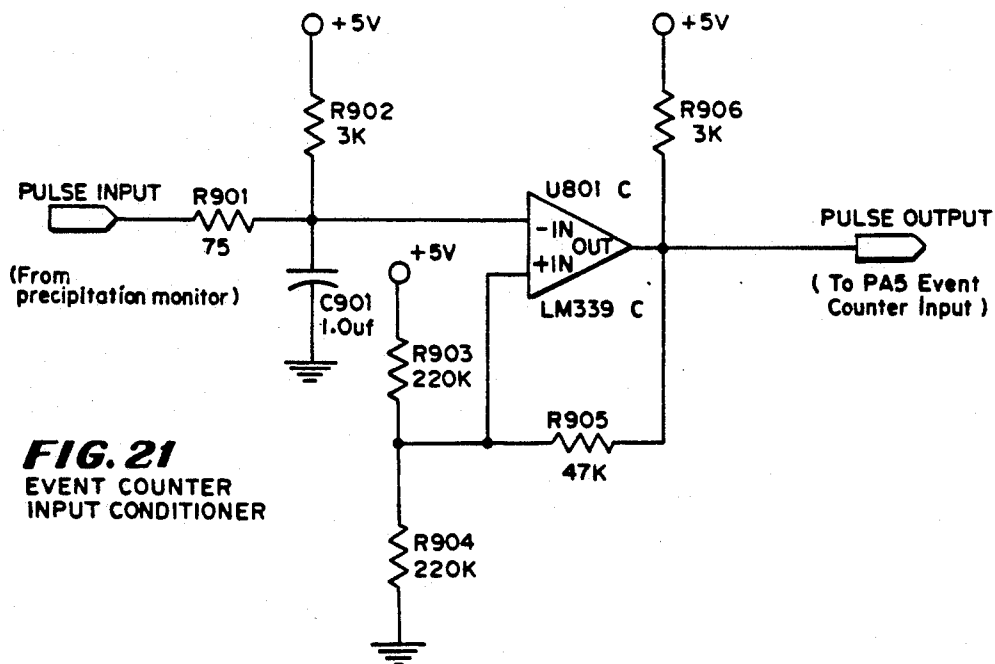 +5V
+5V
R902
3K
R906
3K
PULSE INPUT
R901
75
U801 C
-IN
OUT
+IN
LM339 C
PULSE OUTPUT
(From
precipitation monitor)
+5V
(To PA5 Event
Counter Input)
C901
1.0uf
R903
220K
R905
47K
FIG. 21
EVENT COUNTER
INPUT CONDITIONER
R904
220K